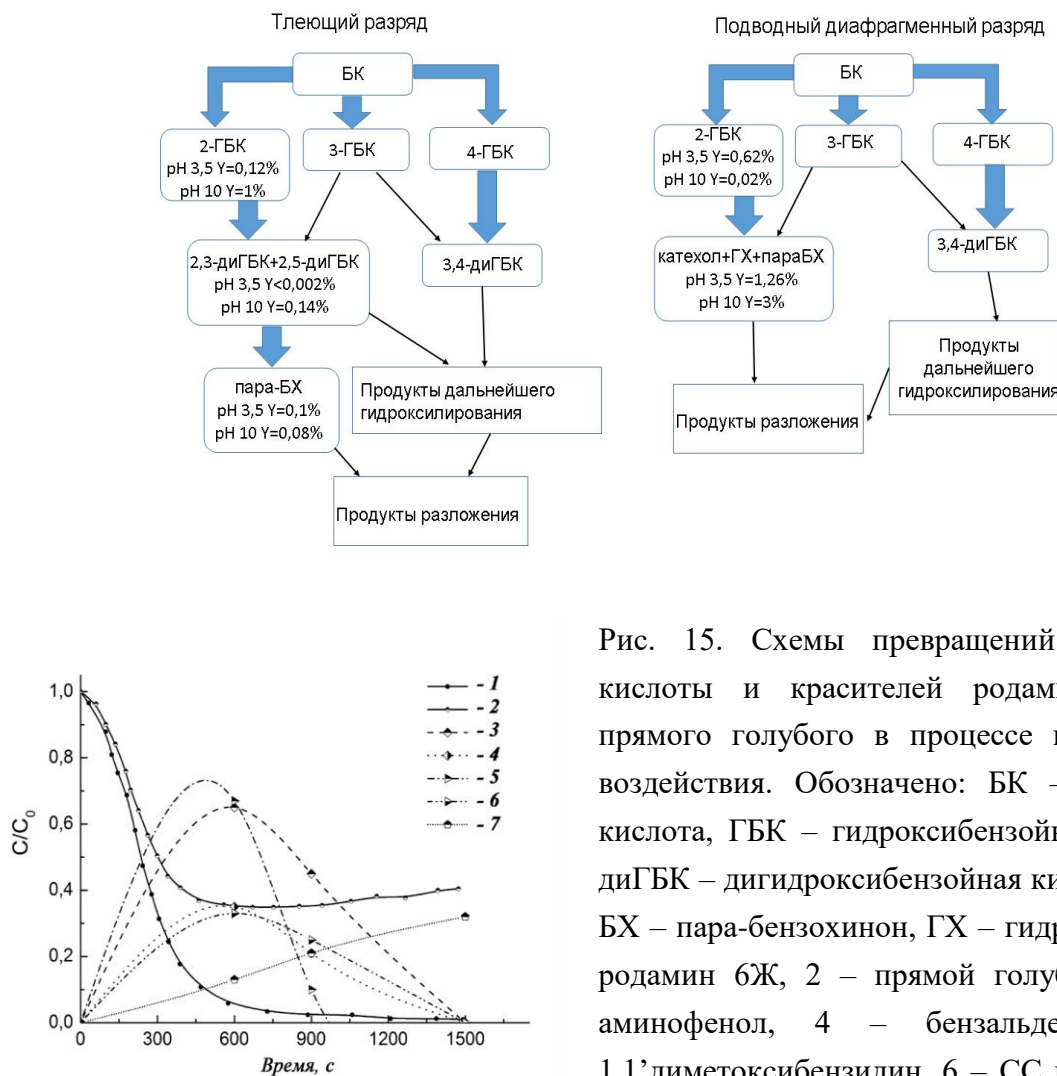 Тлеющий разряд
БК
2-ГБК
pH 3,5 Y=0,12%
pH 10 Y=1%
3-ГБК
4-ГБК
2,3-диГБК+2,5-диГБК
pH 3,5 Y<0,002%
pH 10 Y=0,14%
3,4-диГБК
пара-БХ
pH 3,5 Y=0,1%
pH 10 Y=0,08%
Продукты дальнейшего
гидроксилирования
Продукты разложения
Подводный диафрагменный разряд
БК
2-ГБК
pH 3,5 Y=0,62%
pH 10 Y=0,02%
3-ГБК
4-ГБК
катехол+ГХ+параБХ
pH 3,5 Y=1,26%
pH 10 Y=3%
3,4-диГБК
Продукты
дальнейшего
гидроксилирования
Продукты разложения
C/C0
1,0
0,8
0,6
0,4
0,2
0,0
0 300 600 900 1200 1500
Время, с
- 1
- 2
- 3
- 4
- 5
- 6
- 7
Рис. 15. Схемы превращений
кислоты и красителей родам
прямого голубого в процессе
воздействия. Обозначено: БК –
кислота, ГБК – гидроксибензой
диГБК – дигидроксибензойная ки
БХ – пара-бензохинон, ГХ – гидр
родамин 6Ж, 2 – прямой голу
аминофенол, 4 – бензальде
1,1’диметоксибензидин, 6 – СС